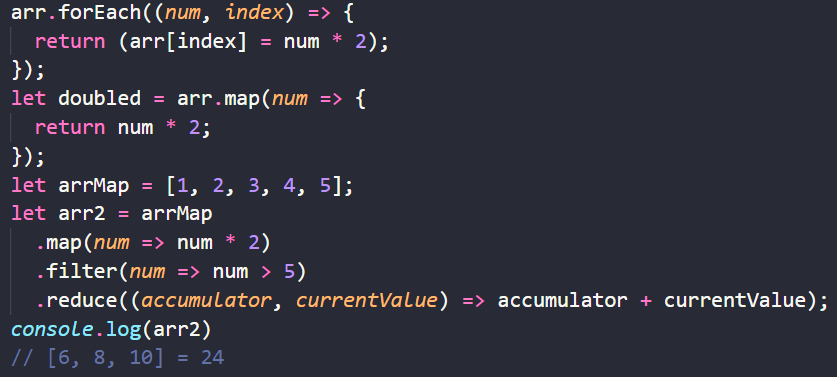 arr.forEach((num, index) => {
  return (arr[index] = num * 2);
});
let doubled = arr.map(num => {
  return num * 2;
});
let arrMap = [1, 2, 3, 4, 5];
let arr2 = arrMap
  .map(num => num * 2)
  .filter(num => num > 5)
  .reduce((accumulator, currentValue) => accumulator + currentValue);
console.log(arr2)
// [6, 8, 10] = 24